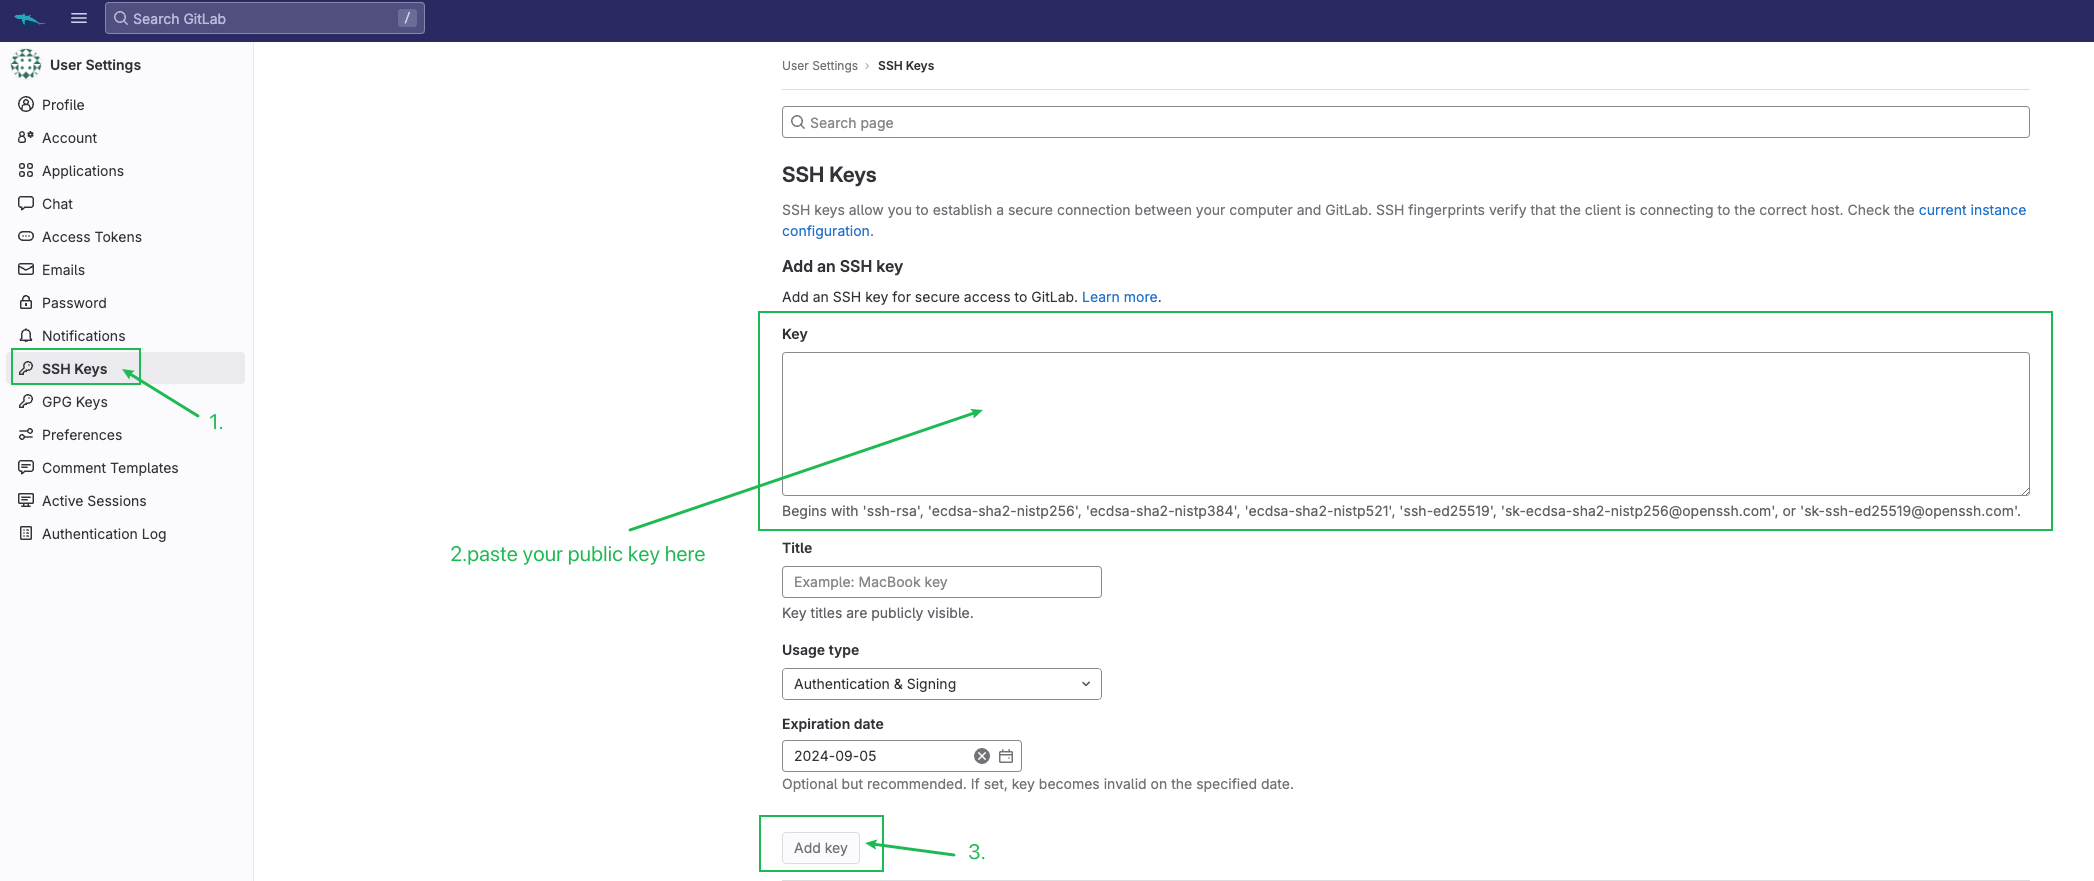 Search GitLab
/
User Settings
Profile
Account
Applications
Chat
Access Tokens
Emails
Password
Notifications
SSH Keys
1.
GPG Keys
Preferences
Comment Templates
Active Sessions
Authentication Log
User Settings › SSH Keys
Search page
SSH Keys
SSH keys allow you to establish a secure connection between your computer and GitLab. SSH fingerprints verify that the client is connecting to the correct host. Check the current instance
configuration.
Add an SSH key
Add an SSH key for secure access to GitLab. Learn more.
Key
Begins with 'ssh-rsa', 'ecdsa-sha2-nistp256', 'ecdsa-sha2-nistp384', 'ecdsa-sha2-nistp521', 'ssh-ed25519', 'sk-ecdsa-sha2-nistp256@openssh.com', or 'sk-ssh-ed25519@openssh.com'.
2.paste your public key here
Title
Example: MacBook key
Key titles are publicly visible.
Usage type
Authentication & Signing
Expiration date
2024-09-05
Optional but recommended. If set, key becomes invalid on the specified date.
Add key
3.